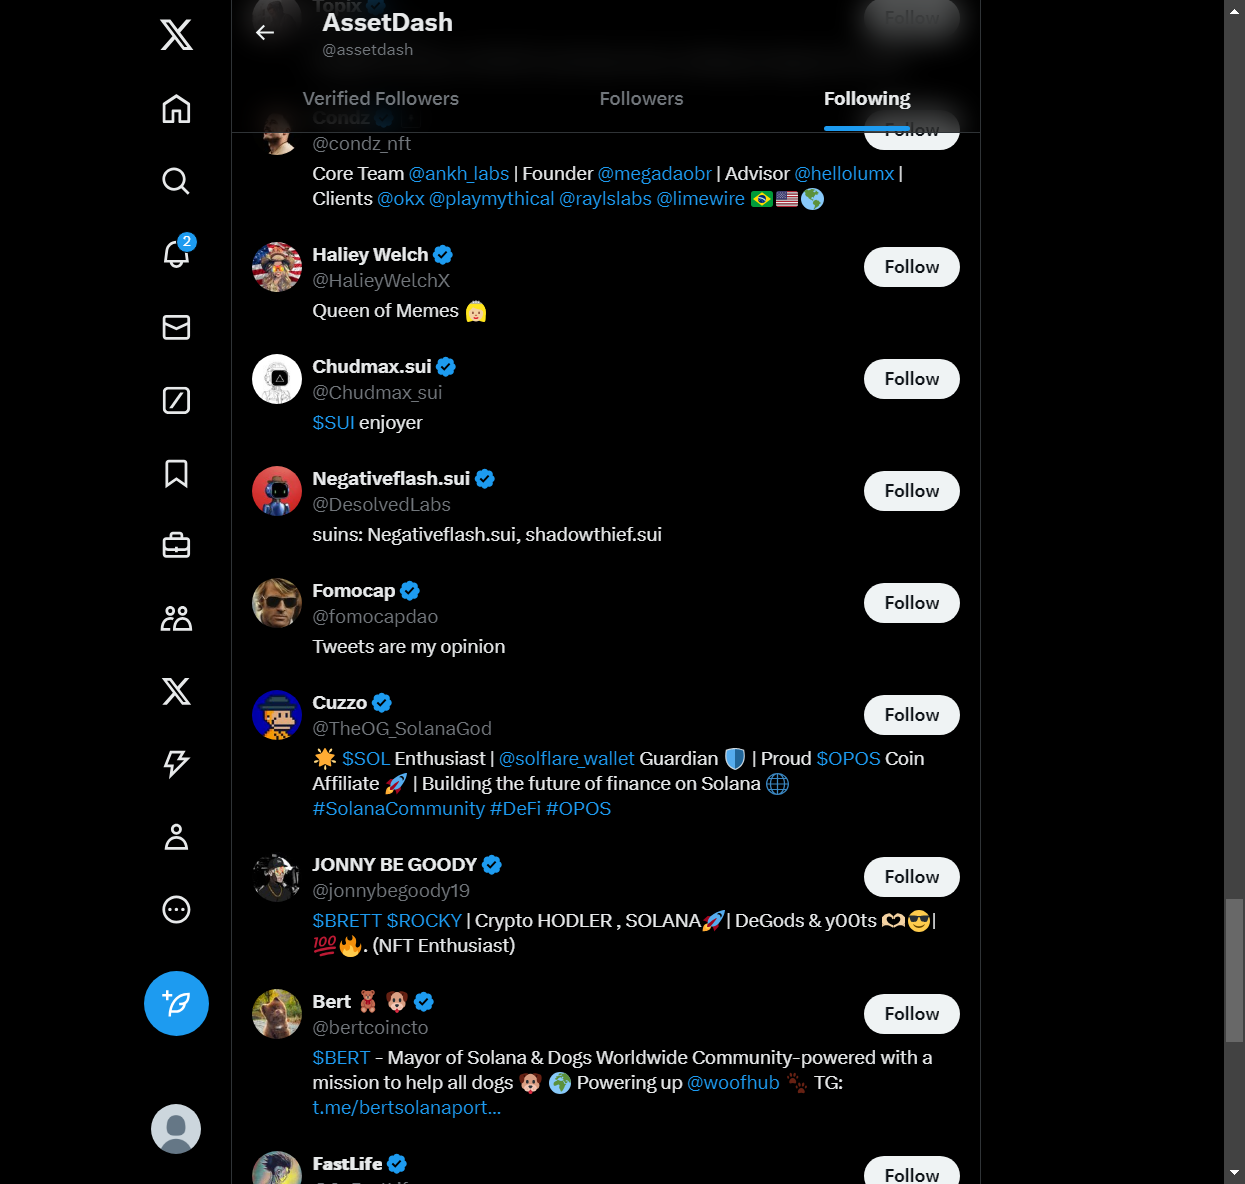 Topix
Follow
AssetDash
@assetdash
Verified Followers
Followers
Following
Condz
Follow
@condz_nft
Core Team @ankh_labs | Founder @megadaobr | Advisor @hellolumx |
Clients @okx @playmythical @raylslabs @limewire 🇧🇷🇺🇸🌎
2
Haliey Welch
@HalieyWelchX
Follow
Queen of Memes 👸🏼
Chudmax.sui
@Chudmax_sui
Follow
$SUI enjoyer
Negativeflash.sui
@DesolvedLabs
Follow
suins: Negativeflash.sui, shadowthief.sui
Fomocap
@fomocapdao
Follow
Tweets are my opinion
Cuzzo
@TheOG_SolanaGod
Follow
🌟 $SOL Enthusiast | @solflare_wallet Guardian 🛡️ | Proud $OPOS Coin
Affiliate 🚀 | Building the future of finance on Solana 🌐
#SolanaCommunity #DeFi #OPOS
JONNY BE GOODY
@jonnybegoody19
Follow
$BRETT $ROCKY | Crypto HODLER , SOLANA🚀| DeGods & y00ts 🫶😎|
💯🔥. (NFT Enthusiast)
Bert 🧸 🐶
@bertcoincto
Follow
$BERT - Mayor of Solana & Dogs Worldwide Community-powered with a
mission to help all dogs 🐶 🌍 Powering up @woofhub 🐾 TG:
t.me/bertsolanaport...
FastLife
Follow